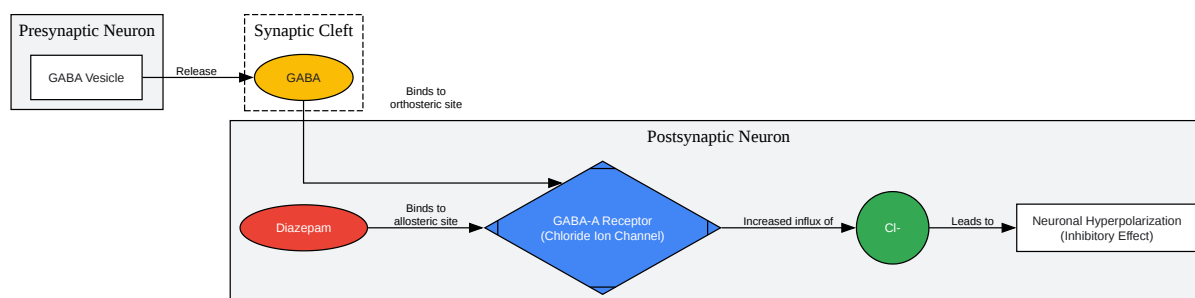 Presynaptic Neuron
GABA Vesicle
Release
Synaptic Cleft
GABA
Binds to
orthosteric site
Postsynaptic Neuron
Diazepam
Binds to
allosteric site
GABA-A Receptor
(Chloride Ion Channel)
Increased influx of
Cl-
Leads to
Neuronal Hyperpolarization
(Inhibitory Effect)